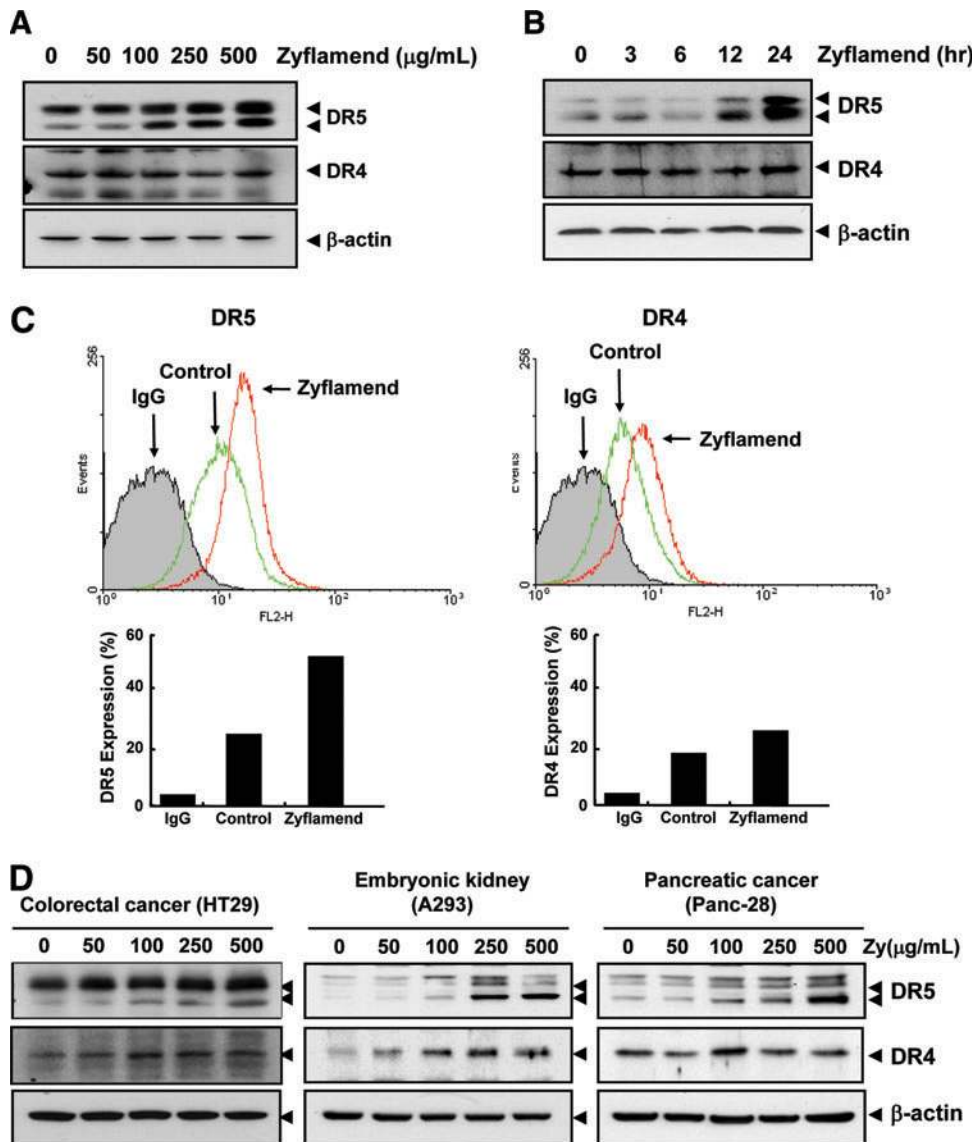 A
0 50 100 250 500 Zyflamend (μg/mL)
DR5
DR4
β-actin
B
0 3 6 12 24 Zyflamend (hr)
DR5
DR4
β-actin
C
DR5
256
Events
0
IgG
Control
Zyflamend
10⁰ 10¹ 10² 10³
FL2-H
DR5 Expression (%)
60
40
20
0
IgG Control Zyflamend
DR4
256
Events
0
IgG
Control
Zyflamend
10⁰ 10¹ 10² 10³
FL2-H
DR4 Expression (%)
60
40
20
0
IgG Control Zyflamend
D
Colorectal cancer (HT29)
0 50 100 250 500
Embryonic kidney
(A293)
0 50 100 250 500
Pancreatic cancer
(Panc-28)
0 50 100 250 500 Zy(μg/mL)
DR5
DR4
β-actin